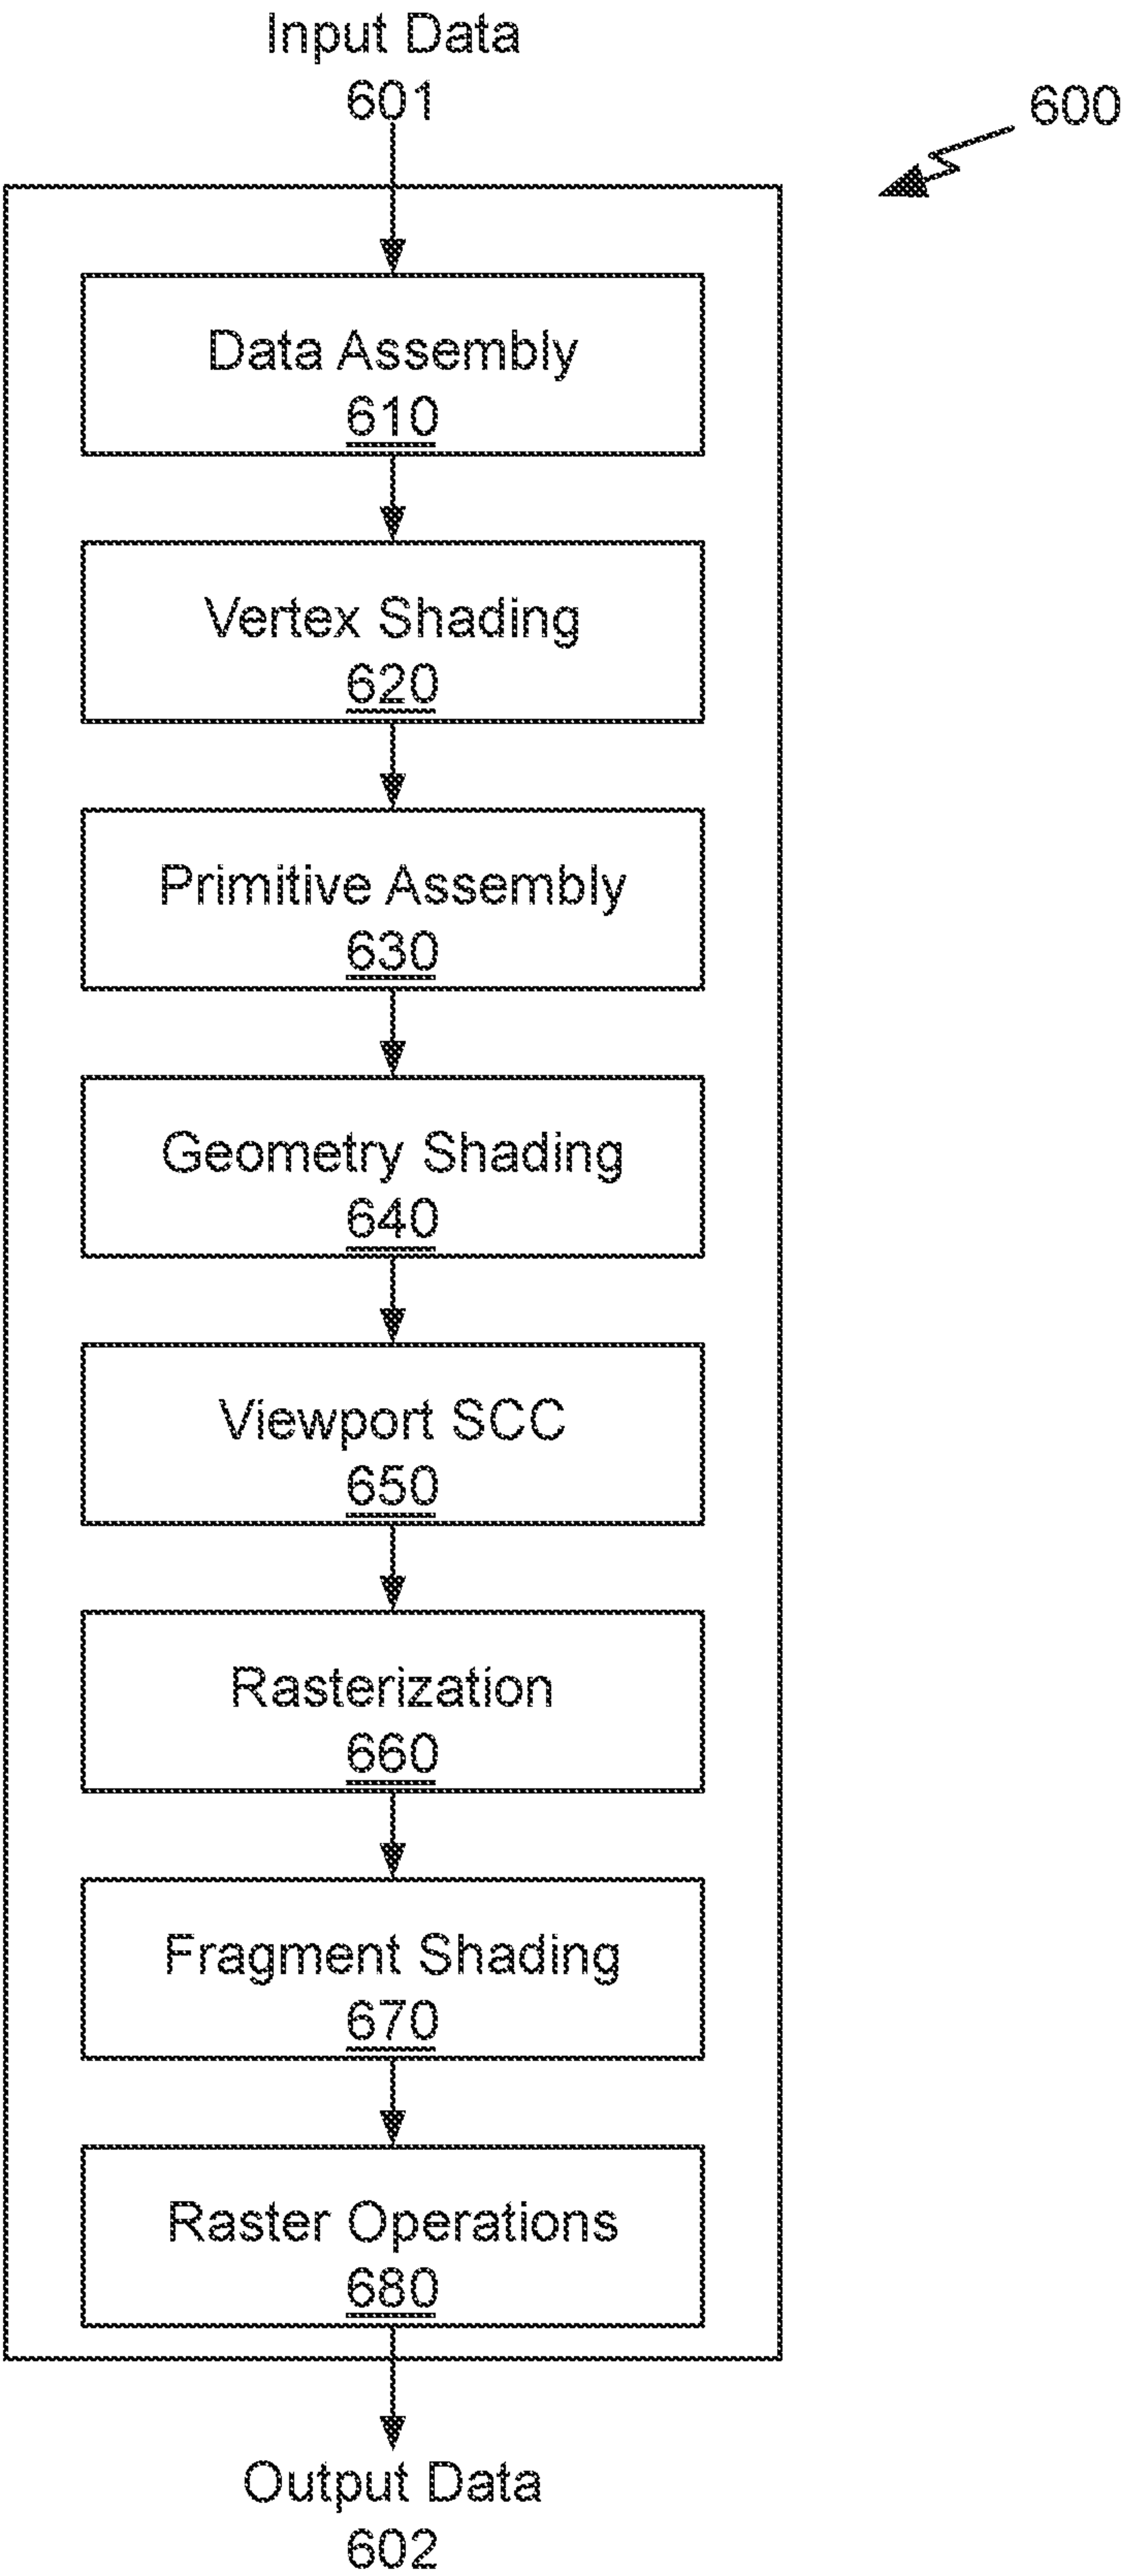 Input Data
601
600
Data Assembly
610
Vertex Shading
620
Primitive Assembly
630
Geometry Shading
640
Viewport SCC
650
Rasterization
660
Fragment Shading
670
Raster Operations
680
Output Data
602